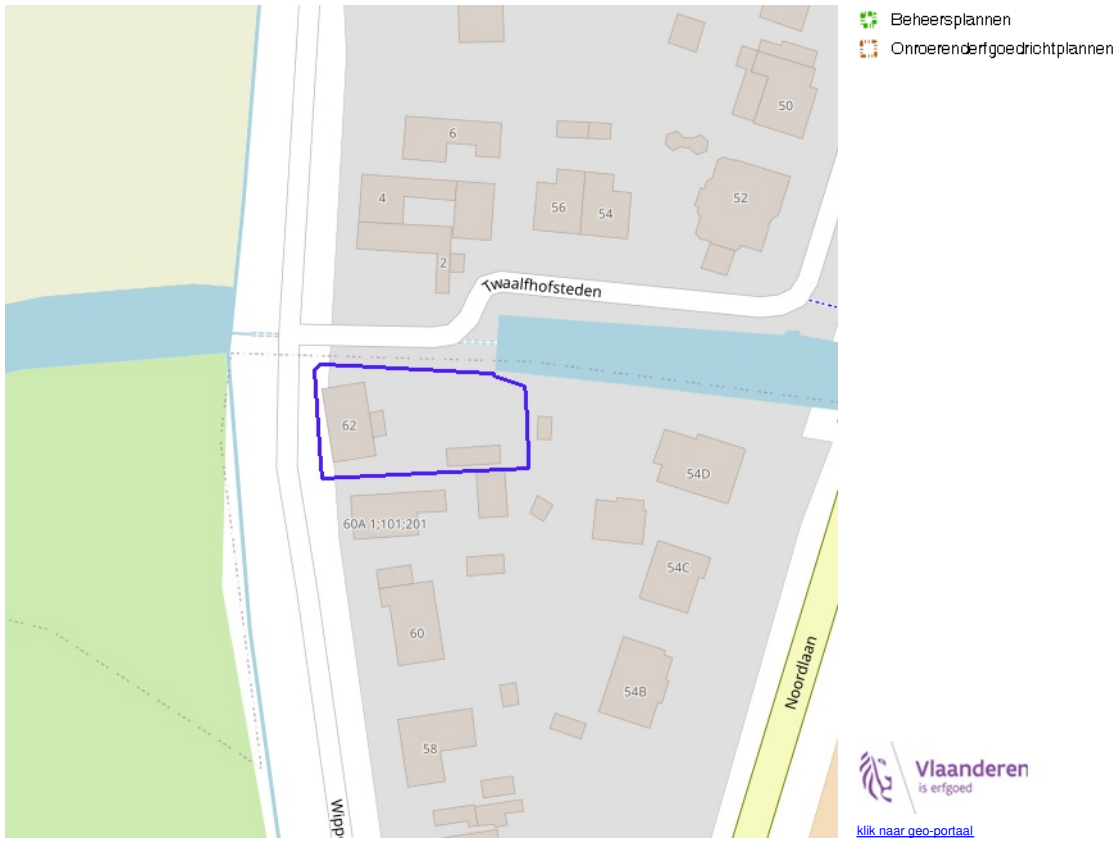 Beheersplannen
Onroerenderfgoedrichtplannen
50
6
4
56
54
52
2
Twaalfhofsteden
62
54D
60A 1;101;201
54C
60
54B
Noordlaan
58
Wipp
Vlaanderen
is erfgoed
klik naar geo-portaal